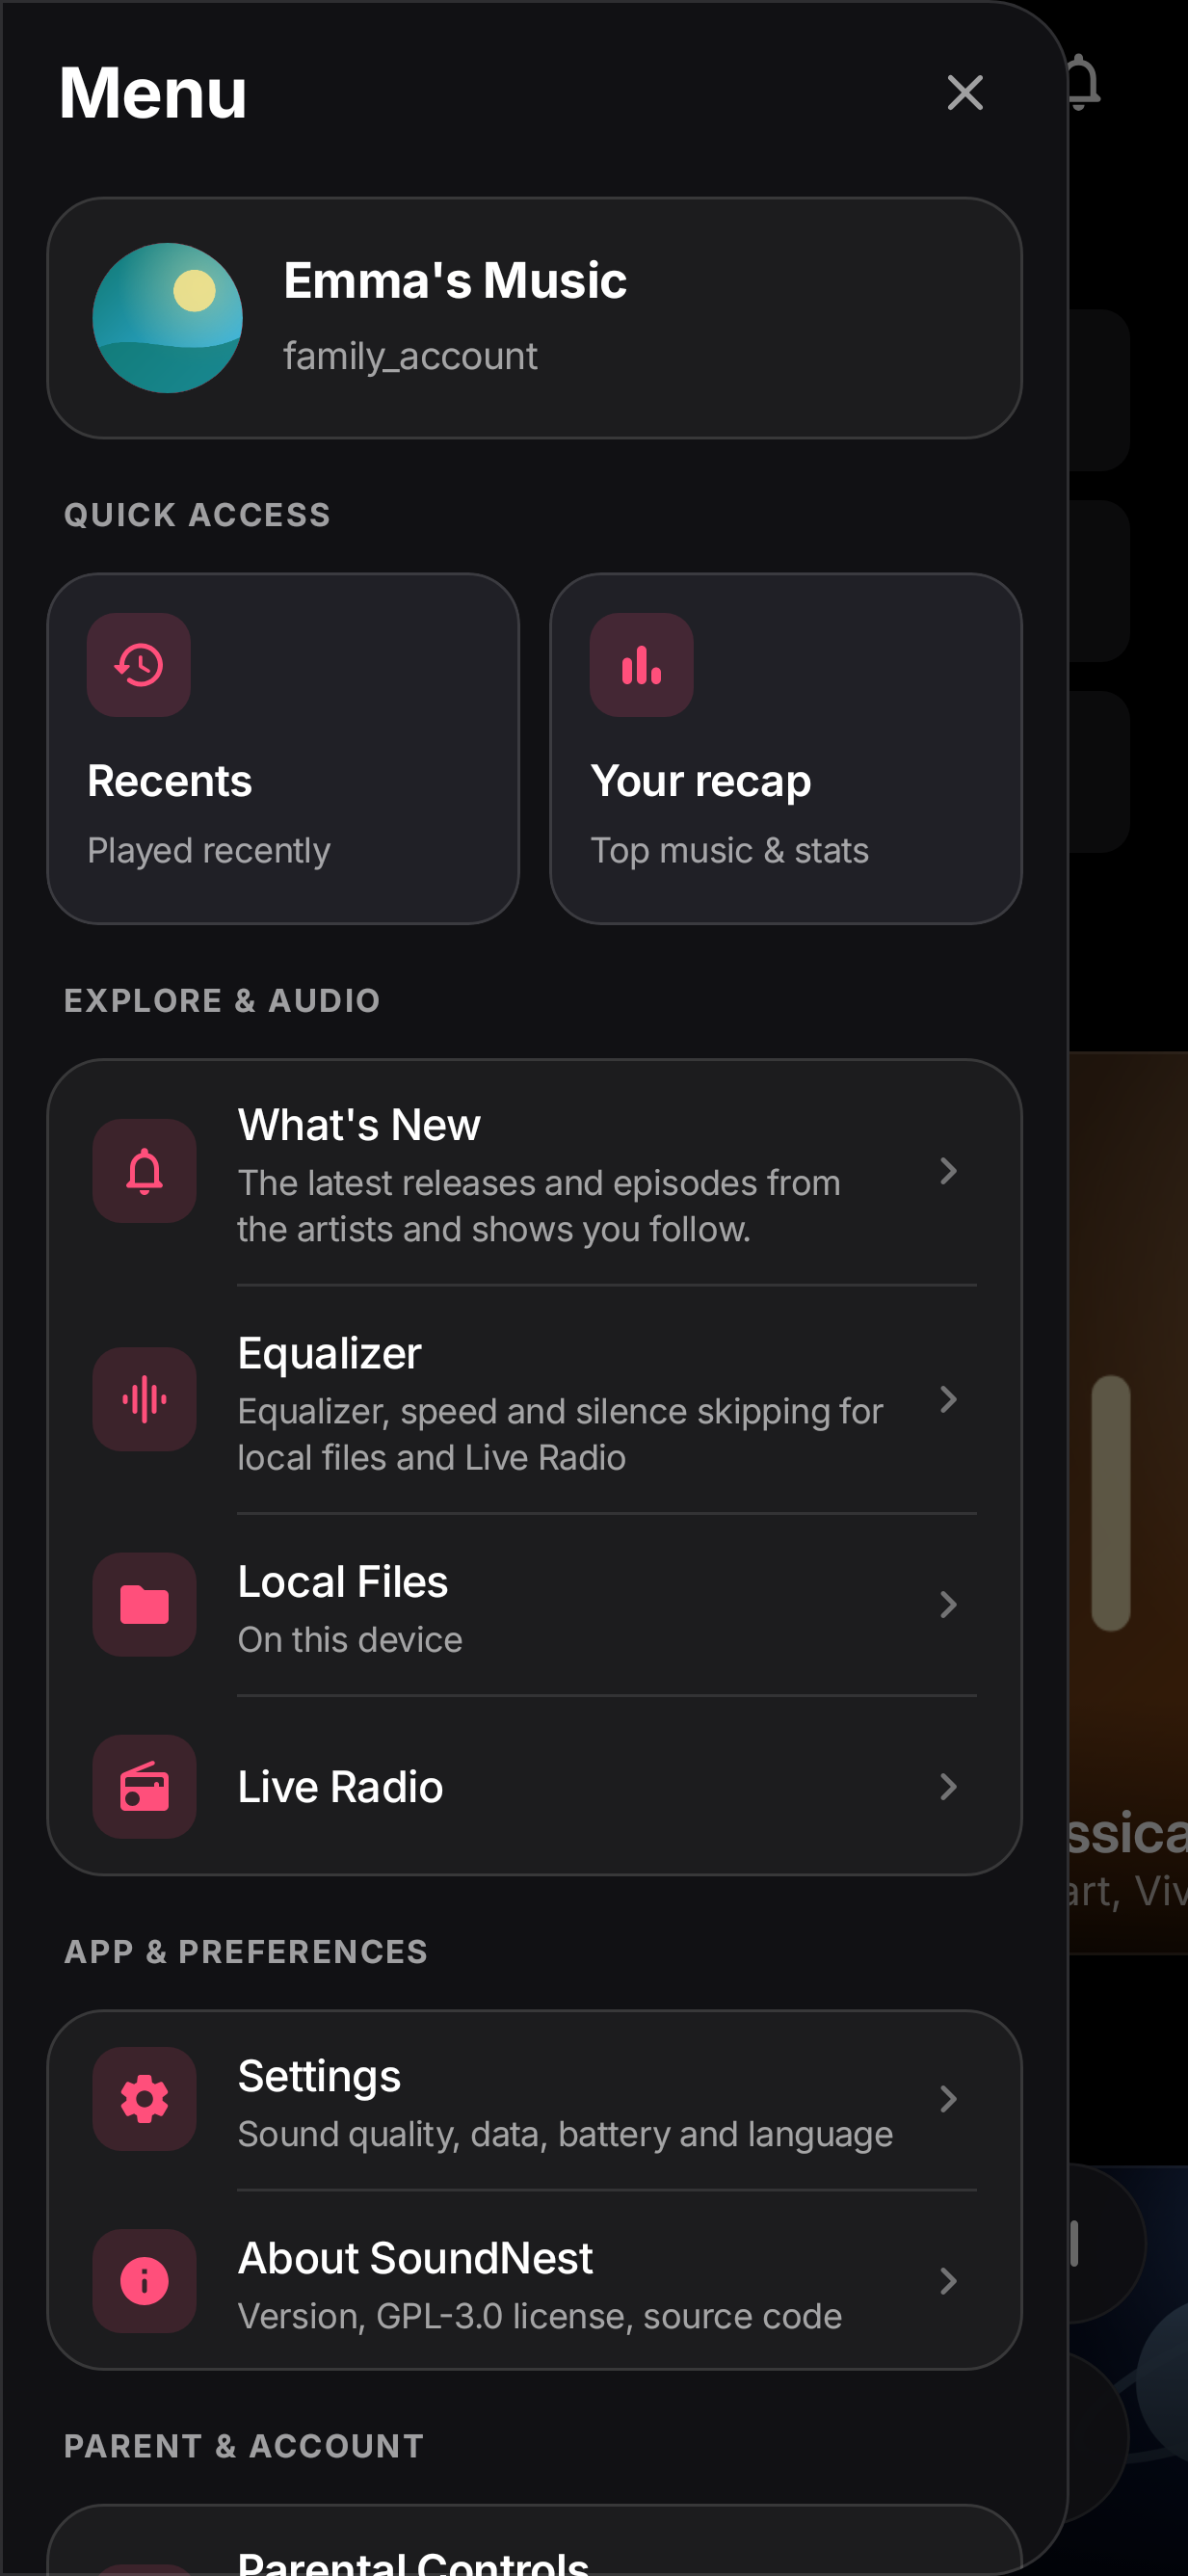 Menu
Emma's Music
family_account
QUICK ACCESS
Recents
Played recently
Your recap
Top music & stats
EXPLORE & AUDIO
What's New
The latest releases and episodes from
the artists and shows you follow.
Equalizer
Equalizer, speed and silence skipping for
local files and Live Radio
Local Files
On this device
Live Radio
APP & PREFERENCES
Settings
Sound quality, data, battery and language
About SoundNest
Version, GPL-3.0 license, source code
PARENT & ACCOUNT
Parental Controls